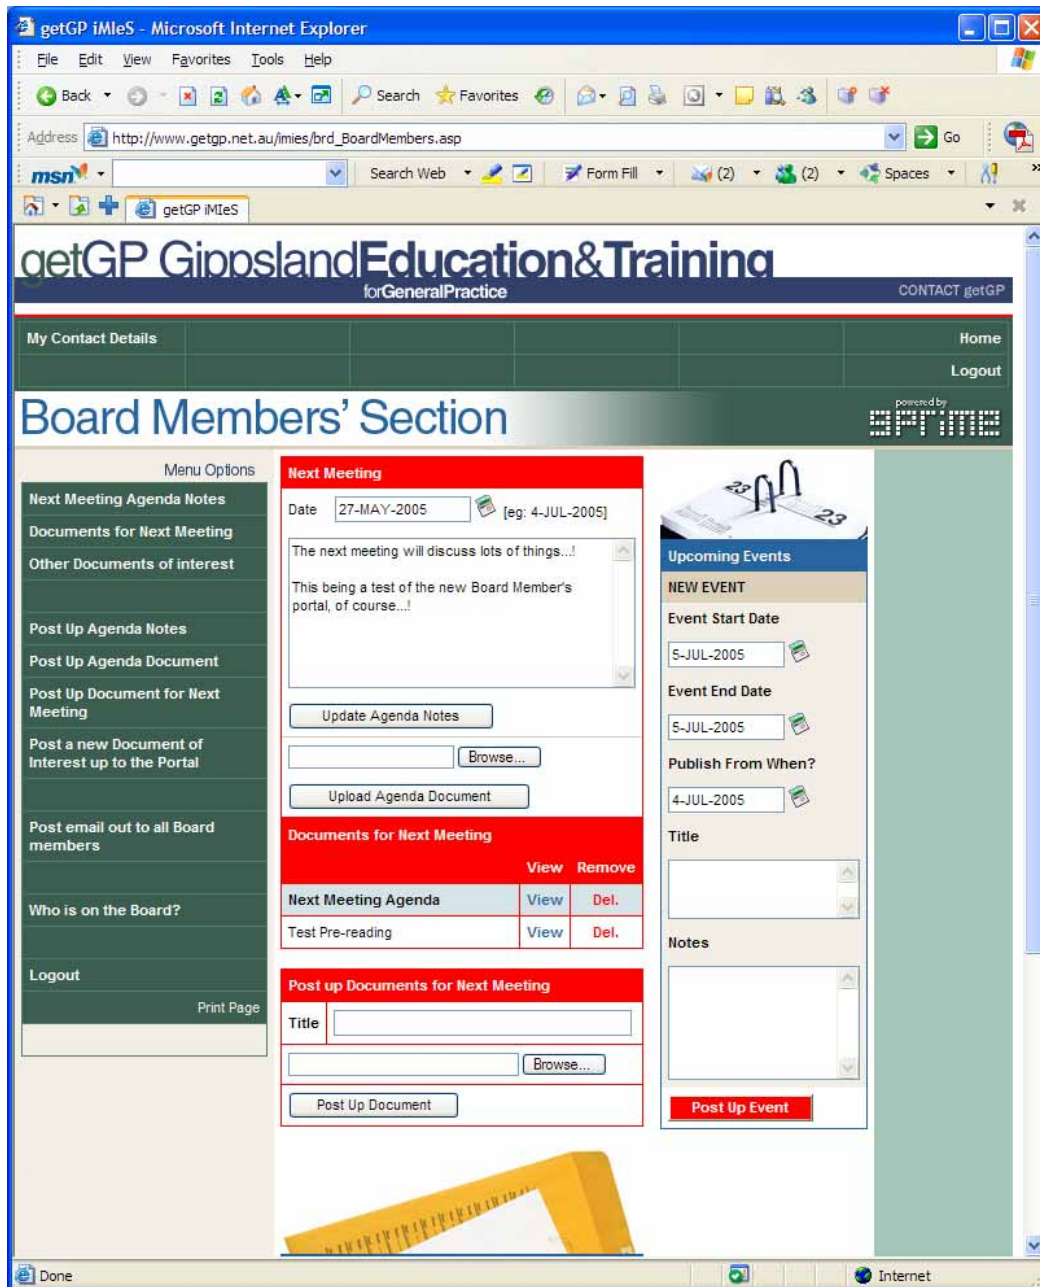 getGP iMIeS - Microsoft Internet Explorer
File Edit View Favorites Tools Help
Back Search Favorites
Address http://www.getgp.net.au/imies/brd_BoardMembers.asp Go
msn Search Web Form Fill (2) (2) Spaces »
getGP iMIeS
getGP GippslandEducation&Training
forGeneralPractice CONTACT getGP
My Contact Details Home
Logout
Board Members' Section powered by sPrime
Menu Options
Next Meeting Agenda Notes
Documents for Next Meeting
Other Documents of interest
Post Up Agenda Notes
Post Up Agenda Document
Post Up Document for Next
Meeting
Post a new Document of
Interest up to the Portal
Post email out to all Board
members
Who is on the Board?
Logout
Print Page
Next Meeting
Date 27-MAY-2005 [eg: 4-JUL-2005]
The next meeting will discuss lots of things...!
This being a test of the new Board Member's
portal, of course...!
Update Agenda Notes
Browse...
Upload Agenda Document
Documents for Next Meeting
View Remove
Next Meeting Agenda View Del.
Test Pre-reading View Del.
Post up Documents for Next Meeting
Title
Browse...
Post Up Document
23 23
Upcoming Events
NEW EVENT
Event Start Date
5-JUL-2005
Event End Date
5-JUL-2005
Publish From When?
4-JUL-2005
Title
Notes
Post Up Event
Done Internet